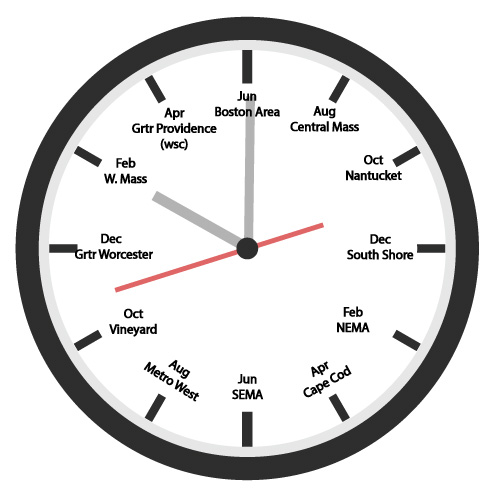 Jun
Boston Area
Aug
Central Mass
Oct
Nantucket
Dec
South Shore
Feb
NEMA
Apr
Cape Cod
Jun
SEMA
Aug
Metro West
Oct
Vineyard
Dec
Grtr Worcester
Feb
W. Mass
Apr
Grtr Providence
(wsc)